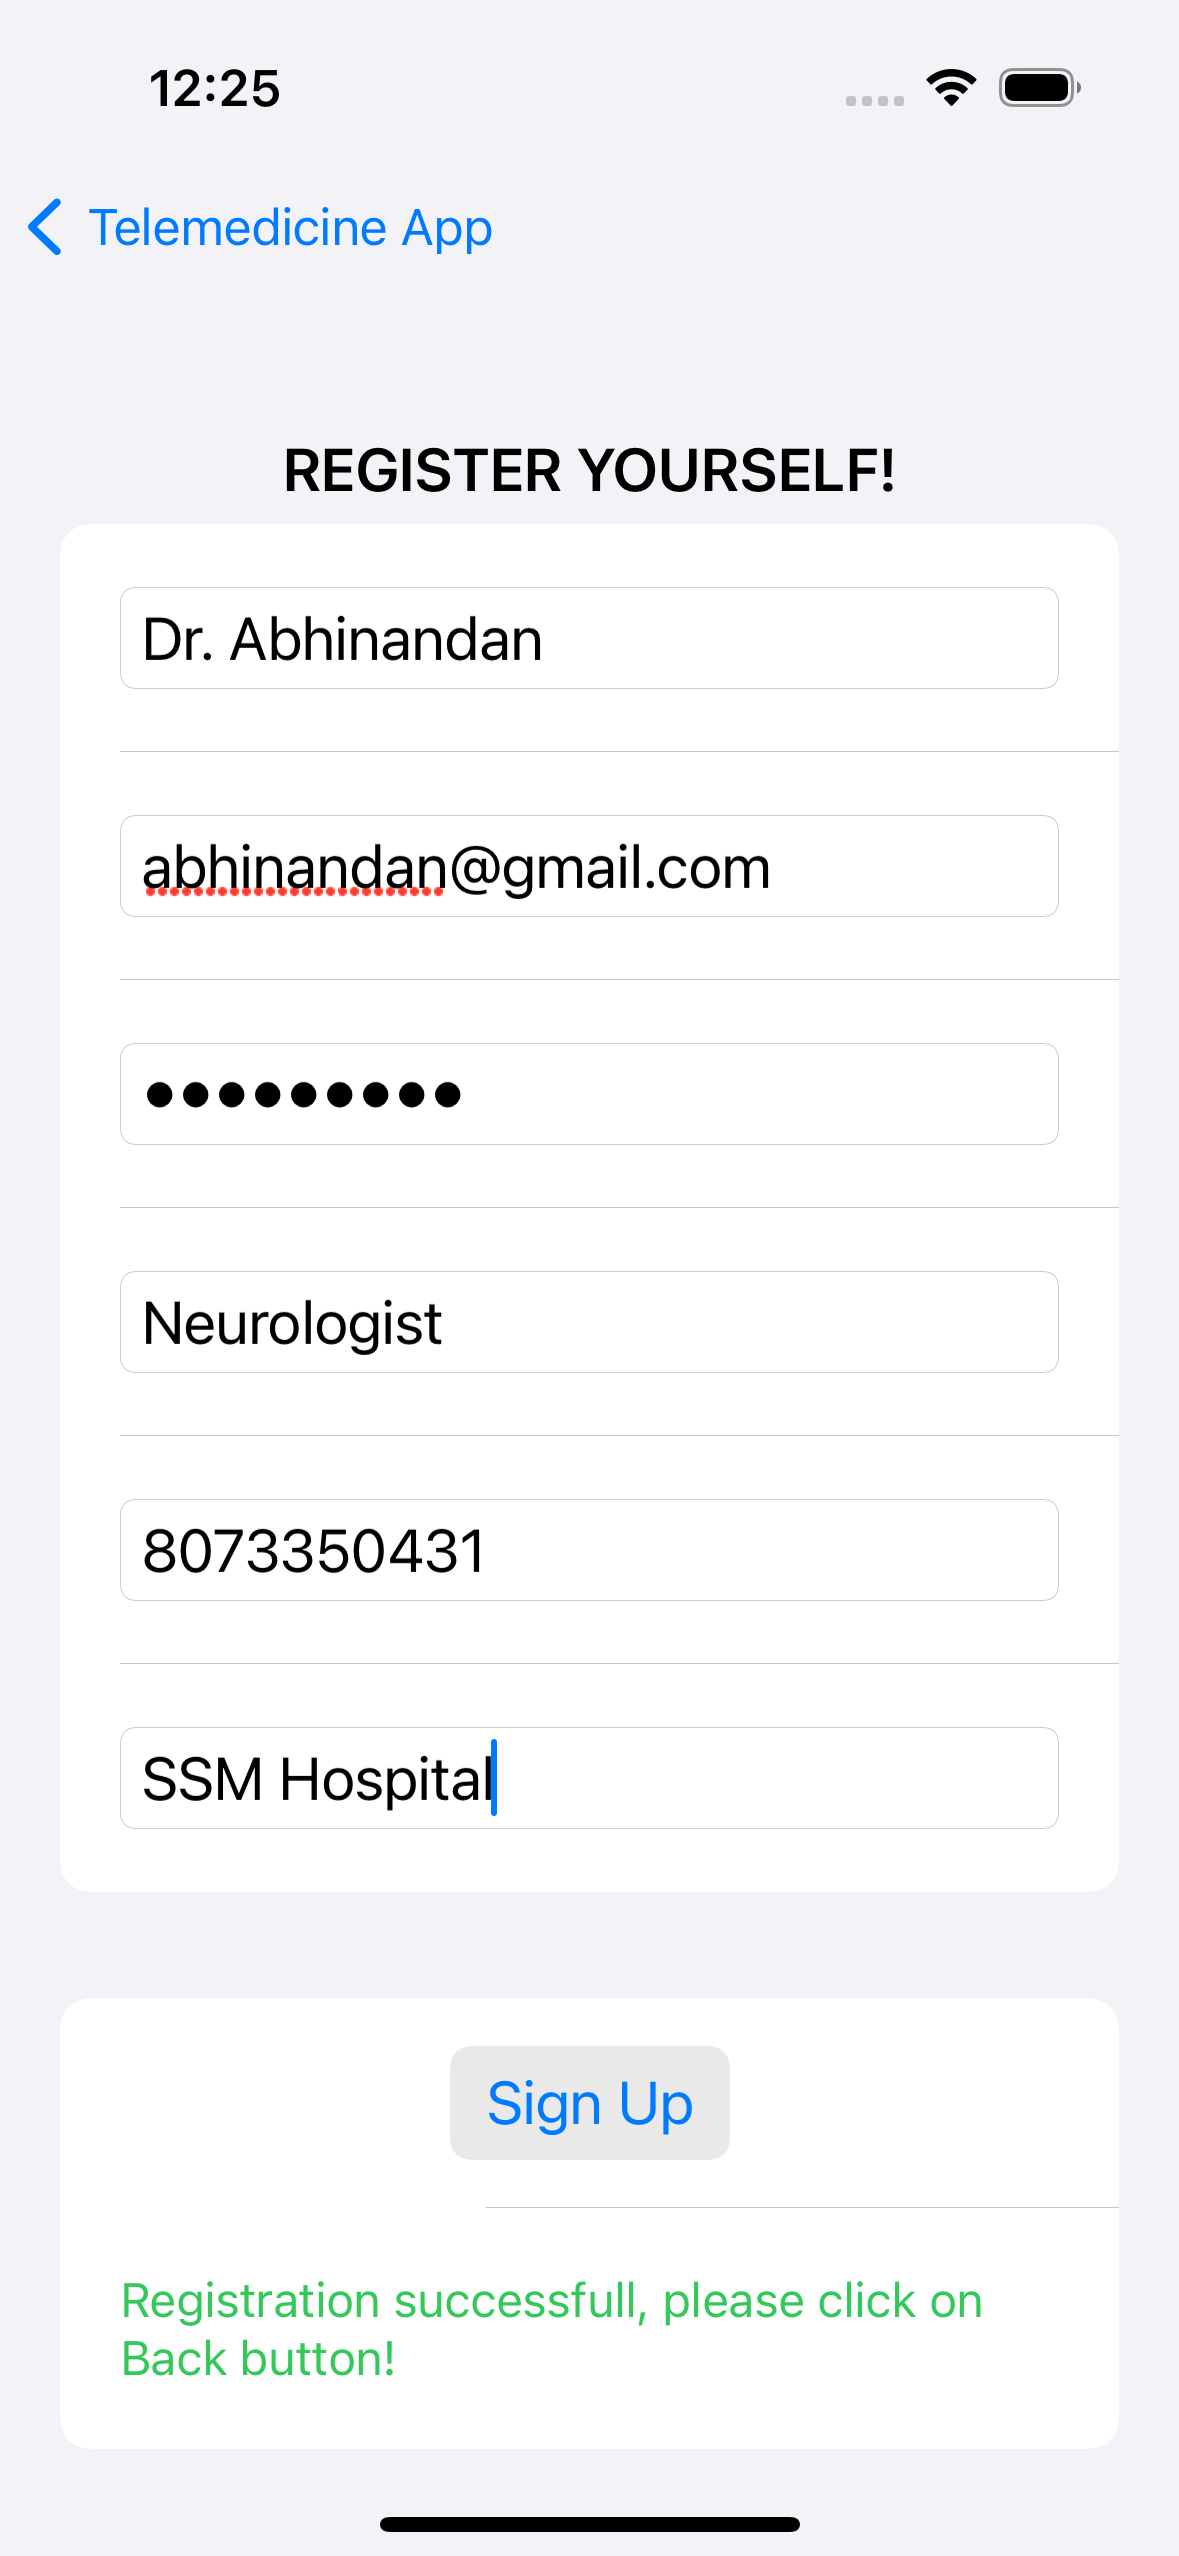 12:25
Telemedicine App
REGISTER YOURSELF!
Dr. Abhinandan
abhinandan@gmail.com
●●●●●●●●●
Neurologist
8073350431
SSM Hospital
Sign Up
Registration successfull, please click on
Back button!